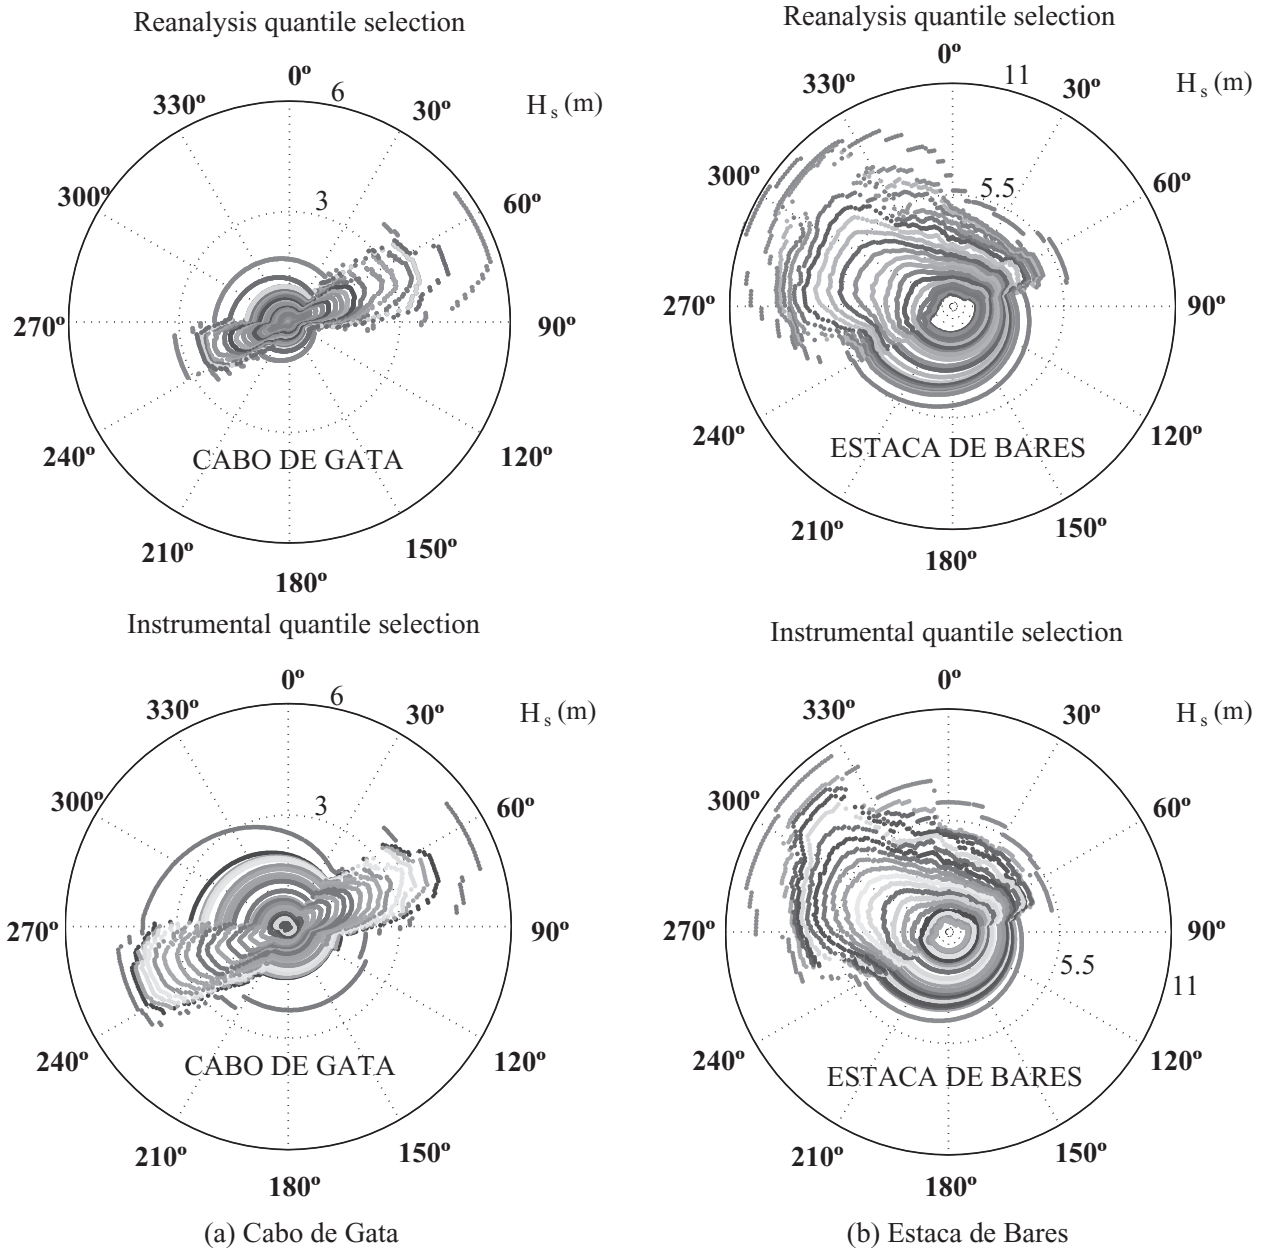 Reanalysis quantile selection
0º
6
30º
Hs (m)
330º
300º
3
60º
270º
90º
240º
CABO DE GATA
120º
210º
150º
180º
Reanalysis quantile selection
0º
11
30º
Hs (m)
330º
300º
5.5
60º
270º
90º
240º
ESTACA DE BARES
120º
210º
150º
180º
Instrumental quantile selection
0º
6
30º
Hs (m)
330º
300º
3
60º
270º
90º
240º
CABO DE GATA
120º
210º
150º
180º
(a) Cabo de Gata
Instrumental quantile selection
0º
30º
Hs (m)
330º
300º
60º
270º
90º
5.5
11
240º
ESTACA DE BARES
120º
210º
150º
180º
(b) Estaca de Bares